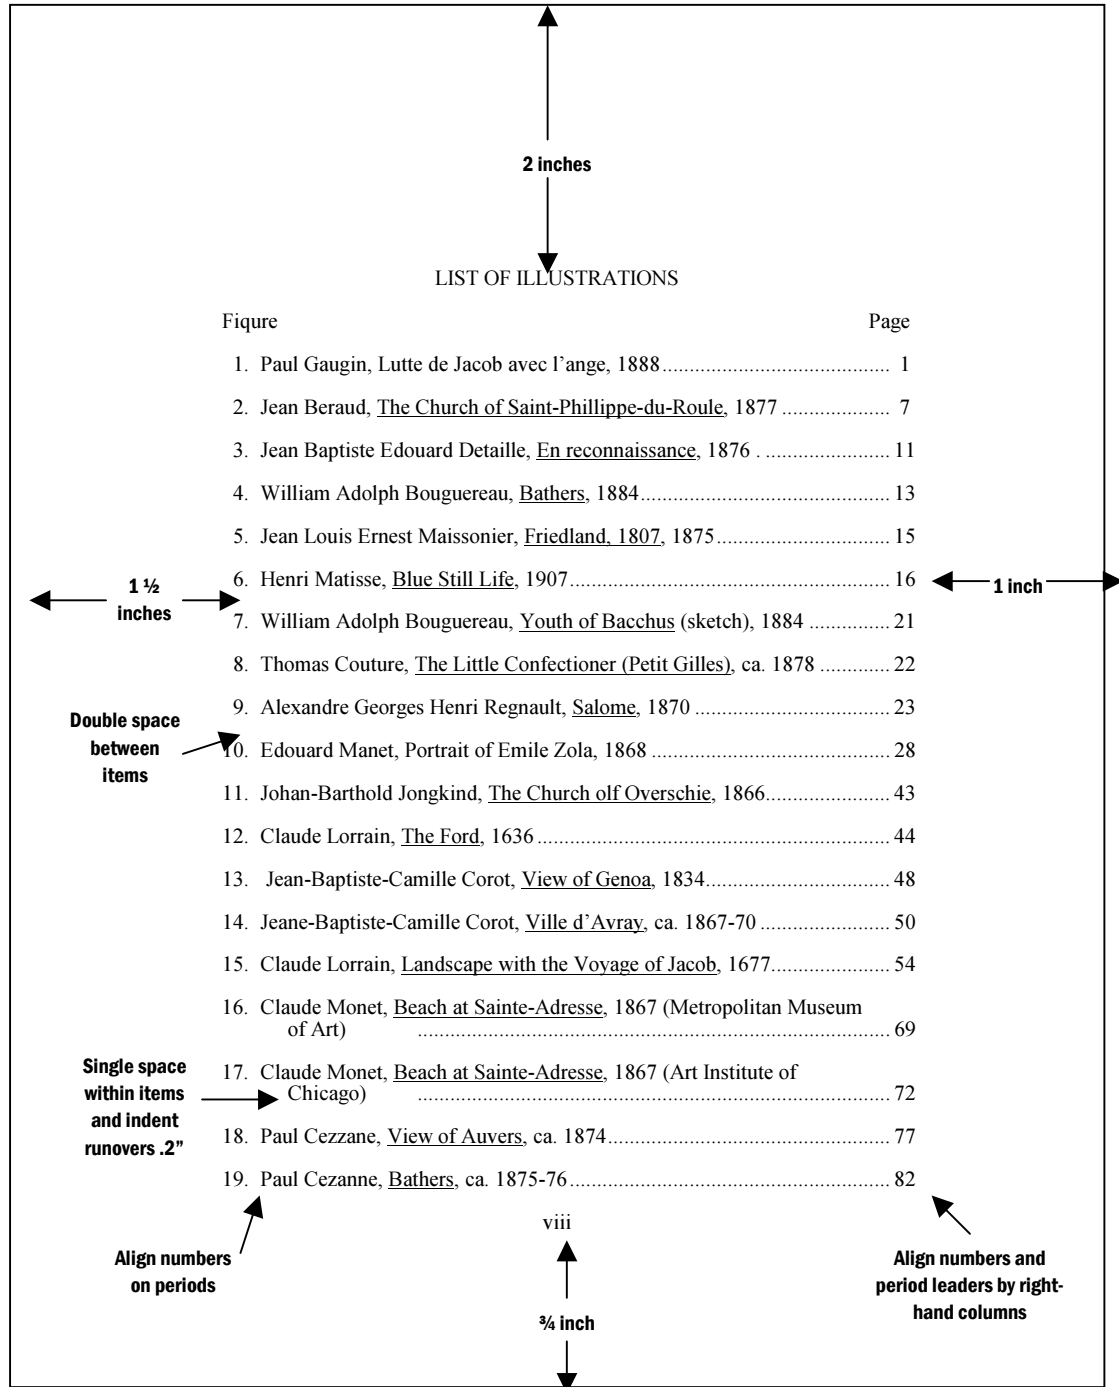 2 inches
LIST OF ILLUSTRATIONS
Fiqure Page
1. Paul Gaugin, Lutte de Jacob avec l’ange, 1888.......................................... 1
2. Jean Beraud, The Church of Saint-Phillippe-du-Roule, 1877 .................... 7
3. Jean Baptiste Edouard Detaille, En reconnaissance, 1876 . ....................... 11
4. William Adolph Bouguereau, Bathers, 1884.............................................. 13
5. Jean Louis Ernest Maissonier, Friedland, 1807, 1875................................ 15
6. Henri Matisse, Blue Still Life, 1907........................................................... 16
1 ½
inches
1 inch
7. William Adolph Bouguereau, Youth of Bacchus (sketch), 1884 ............... 21
8. Thomas Couture, The Little Confectioner (Petit Gilles), ca. 1878 ............. 22
9. Alexandre Georges Henri Regnault, Salome, 1870 .................................... 23
Double space
between
items
10. Edouard Manet, Portrait of Emile Zola, 1868 ............................................ 28
11. Johan-Barthold Jongkind, The Church olf Overschie, 1866....................... 43
12. Claude Lorrain, The Ford, 1636 ................................................................. 44
13. Jean-Baptiste-Camille Corot, View of Genoa, 1834.................................. 48
14. Jeane-Baptiste-Camille Corot, Ville d’Avray, ca. 1867-70 ........................ 50
15. Claude Lorrain, Landscape with the Voyage of Jacob, 1677...................... 54
16. Claude Monet, Beach at Sainte-Adresse, 1867 (Metropolitan Museum
of Art) ............................................................................................ 69
17. Claude Monet, Beach at Sainte-Adresse, 1867 (Art Institute of
Chicago) ............................................................................................ 72
Single space
within items
and indent
runovers .2”
18. Paul Cezzane, View of Auvers, ca. 1874.................................................... 77
19. Paul Cezanne, Bathers, ca. 1875-76........................................................... 82
viii
Align numbers
on periods
Align numbers and
period leaders by right-
hand columns
¾ inch